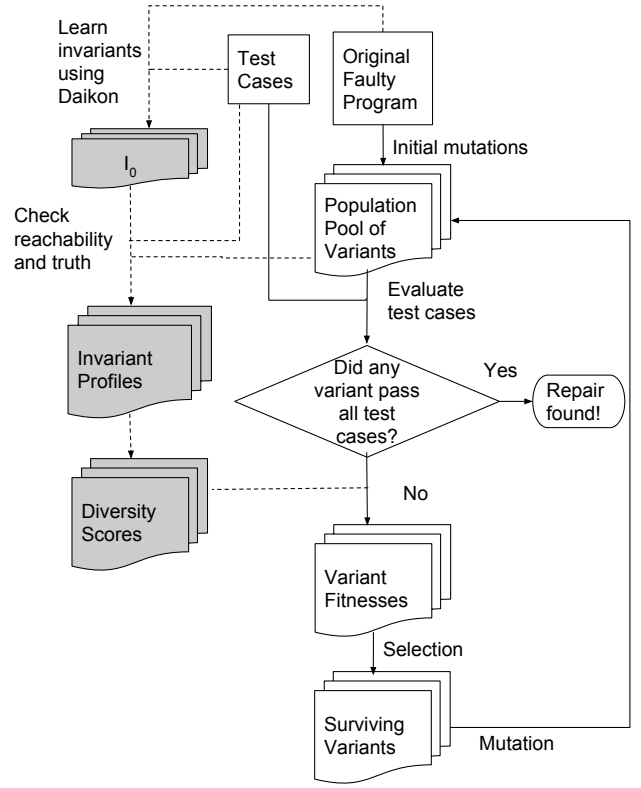 Learn
invariants
using
Daikon
Test
Cases
Original
Faulty
Program
Initial mutations
I0
Population
Pool of
Variants
Check
reachability
and truth
Evaluate
test cases
Invariant
Profiles
Did any
variant pass
all test
cases?
Yes
Repair
found!
No
Diversity
Scores
Variant
Fitnesses
Selection
Surviving
Variants
Mutation